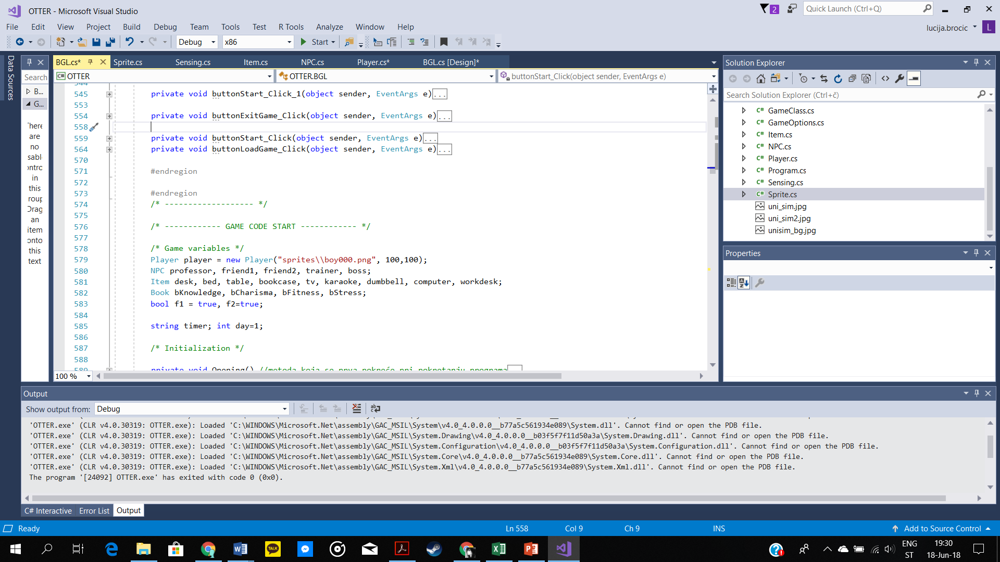 OTTER - Microsoft Visual Studio
2
Quick Launch (Ctrl+Q)
File Edit View Project Build Debug Team Tools Test R Tools Analyze Window Help
lucija.brocic L
Debug x86 Start
Data Sources
Search
B...
G...
There
are
no
usable
controls
in
this
group.
Drag
an
item
onto
this
text
BGL.cs* Sprite.cs Sensing.cs Item.cs NPC.cs Player.cs* BGL.cs [Design]*
OTTER OTTER.BGL buttonStart_Click(object sender, EventArgs e)
544
545 private void buttonStart_Click_1(object sender, EventArgs e)...
553
554 private void buttonExitGame_Click(object sender, EventArgs e)...
558
559 private void buttonStart_Click(object sender, EventArgs e)...
564 private void buttonLoadGame_Click(object sender, EventArgs e)...
570
571 #endregion
572
573 #endregion
574 /* ------------------- */
575
576 /* ------------ GAME CODE START ------------ */
577
578 /* Game variables */
579 Player player = new Player("sprites\\boy000.png", 100,100);
580 NPC professor, friend1, friend2, trainer, boss;
581 Item desk, bed, table, bookcase, tv, karaoke, dumbbell, computer, workdesk;
582 Book bKnowledge, bCharisma, bFitness, bStress;
583 bool f1 = true, f2=true;
584
585 string timer; int day=1;
586
587 /* Initialization */
588
589 private void Opening() //metoda koja se prva pokreće pri pokretanju programa
100 %
Solution Explorer
Search Solution Explorer (Ctrl+č)
C# GameClass.cs
C# GameOptions.cs
C# Item.cs
C# NPC.cs
C# Player.cs
C# Program.cs
C# Sensing.cs
C# Sprite.cs
uni_sim.jpg
uni_sim2.jpg
unisim_bg.jpg
Properties
Output
Show output from: Debug
'OTTER.exe' (CLR v4.0.30319: OTTER.exe): Loaded 'C:\WINDOWS\Microsoft.Net\assembly\GAC_MSIL\System\v4.0_4.0.0.0__b77a5c561934e089\System.dll'. Cannot find or open the PDB file.
'OTTER.exe' (CLR v4.0.30319: OTTER.exe): Loaded 'C:\WINDOWS\Microsoft.Net\assembly\GAC_MSIL\System.Drawing\v4.0_4.0.0.0__b03f5f7f11d50a3a\System.Drawing.dll'. Cannot find or open the PDB file.
'OTTER.exe' (CLR v4.0.30319: OTTER.exe): Loaded 'C:\WINDOWS\Microsoft.Net\assembly\GAC_MSIL\System.Configuration\v4.0_4.0.0.0__b03f5f7f11d50a3a\System.Configuration.dll'. Cannot find or open the PDB file.
'OTTER.exe' (CLR v4.0.30319: OTTER.exe): Loaded 'C:\WINDOWS\Microsoft.Net\assembly\GAC_MSIL\System.Core\v4.0_4.0.0.0__b77a5c561934e089\System.Core.dll'. Cannot find or open the PDB file.
'OTTER.exe' (CLR v4.0.30319: OTTER.exe): Loaded 'C:\WINDOWS\Microsoft.Net\assembly\GAC_MSIL\System.Xml\v4.0_4.0.0.0__b77a5c561934e089\System.Xml.dll'. Cannot find or open the PDB file.
The program '[24092] OTTER.exe' has exited with code 0 (0x0).
C# Interactive Error List Output
Ready Ln 558 Col 9 Ch 9 INS Add to Source Control
TALK
ENG
ST
19:30
18-Jun-18